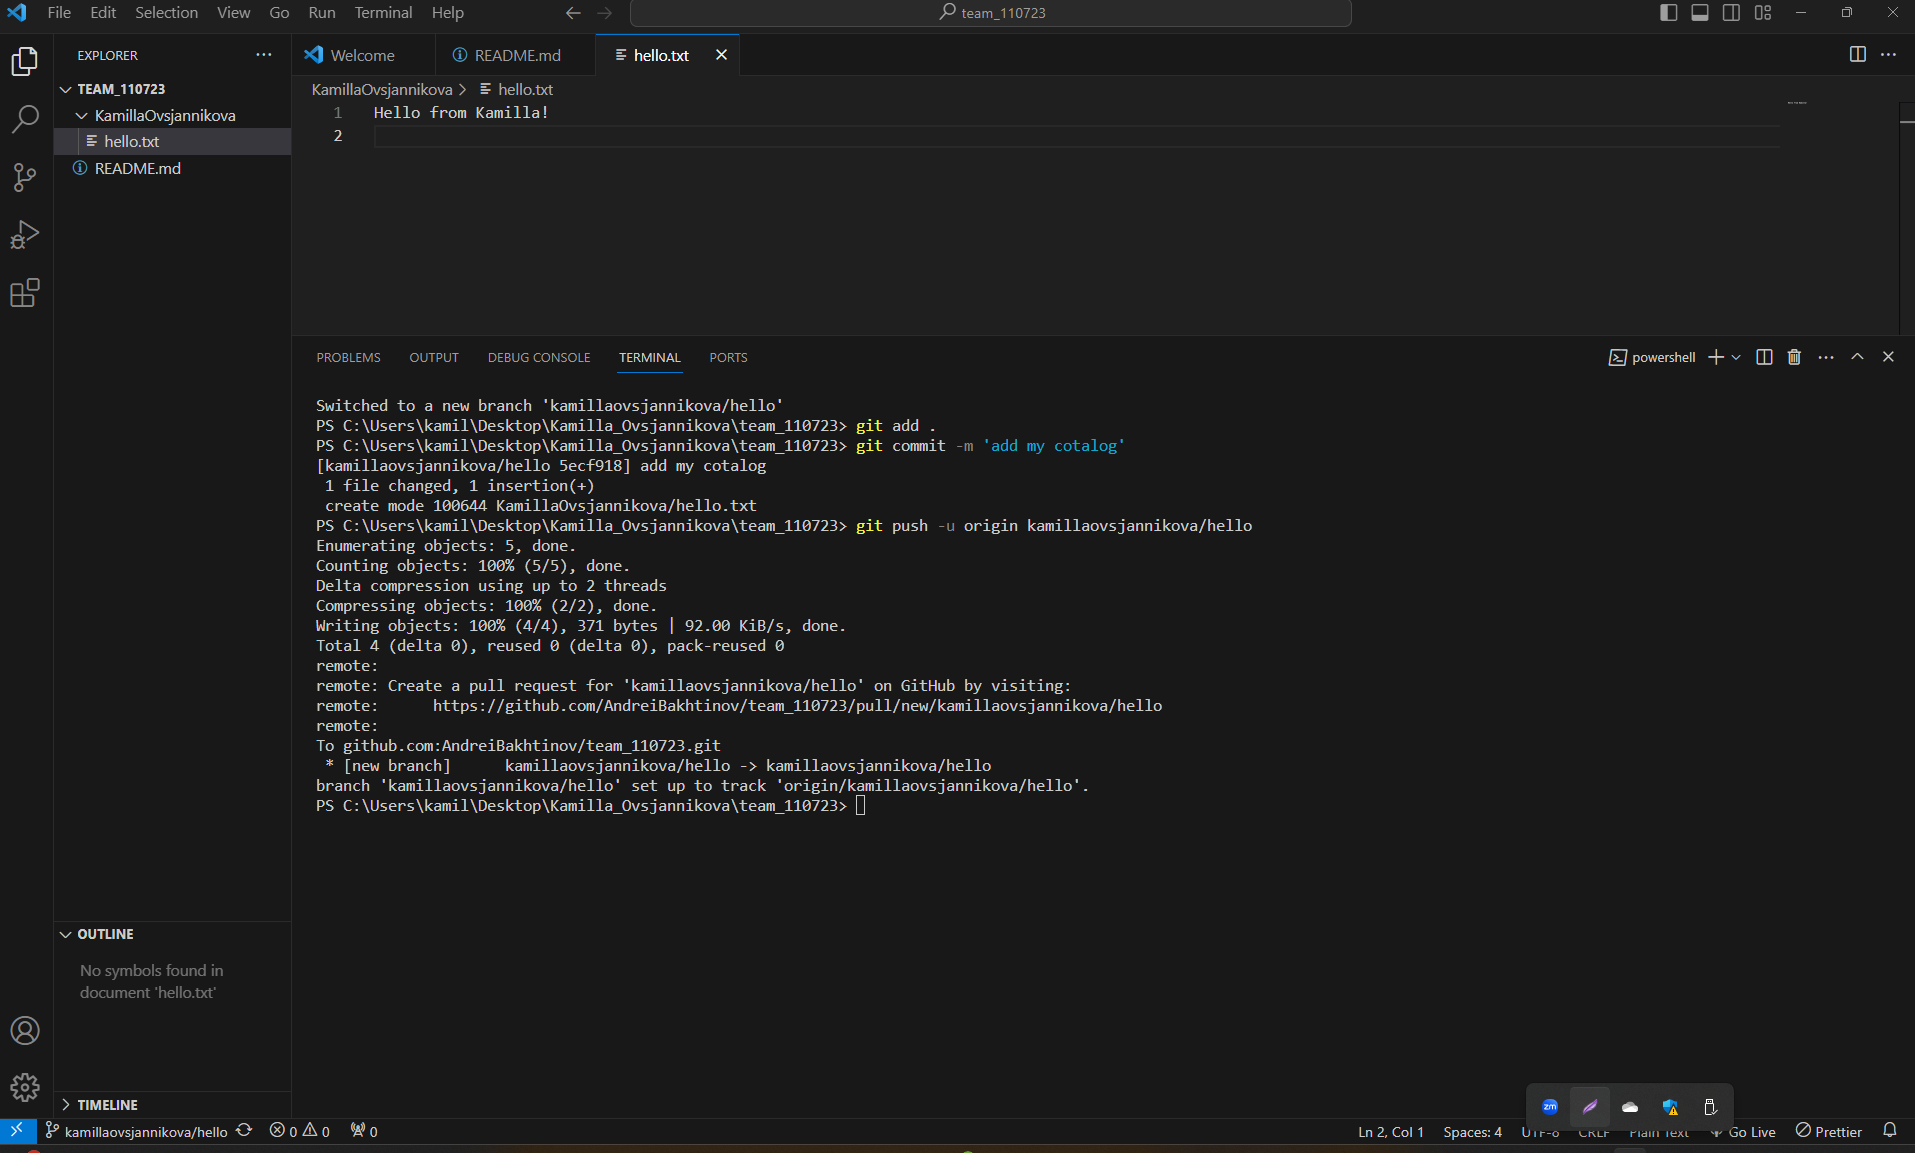 File Edit Selection View Go Run Terminal Help
team_110723
EXPLORER
TEAM_110723
KamillaOvsjannikova
hello.txt
README.md
Welcome
README.md
hello.txt
KamillaOvsjannikova > hello.txt
1 Hello from Kamilla!
2
PROBLEMS OUTPUT DEBUG CONSOLE TERMINAL PORTS
powershell
Switched to a new branch 'kamillaovsjannikova/hello'
PS C:\Users\kamil\Desktop\Kamilla_Ovsjannikova\team_110723> git add .
PS C:\Users\kamil\Desktop\Kamilla_Ovsjannikova\team_110723> git commit -m 'add my cotalog'
[kamillaovsjannikova/hello 5ecf918] add my cotalog
1 file changed, 1 insertion(+)
create mode 100644 KamillaOvsjannikova/hello.txt
PS C:\Users\kamil\Desktop\Kamilla_Ovsjannikova\team_110723> git push -u origin kamillaovsjannikova/hello
Enumerating objects: 5, done.
Counting objects: 100% (5/5), done.
Delta compression using up to 2 threads
Compressing objects: 100% (2/2), done.
Writing objects: 100% (4/4), 371 bytes | 92.00 KiB/s, done.
Total 4 (delta 0), reused 0 (delta 0), pack-reused 0
remote:
remote: Create a pull request for 'kamillaovsjannikova/hello' on GitHub by visiting:
remote:      https://github.com/AndreiBakhtinov/team_110723/pull/new/kamillaovsjannikova/hello
remote:
To github.com:AndreiBakhtinov/team_110723.git
* [new branch]      kamillaovsjannikova/hello -> kamillaovsjannikova/hello
branch 'kamillaovsjannikova/hello' set up to track 'origin/kamillaovsjannikova/hello'.
PS C:\Users\kamil\Desktop\Kamilla_Ovsjannikova\team_110723>
OUTLINE
No symbols found in
document 'hello.txt'
TIMELINE
zm
kamillaovsjannikova/hello 0 0 0
Ln 2, Col 1 Spaces: 4 UTF-8 CRLF Plain Text Go Live Prettier